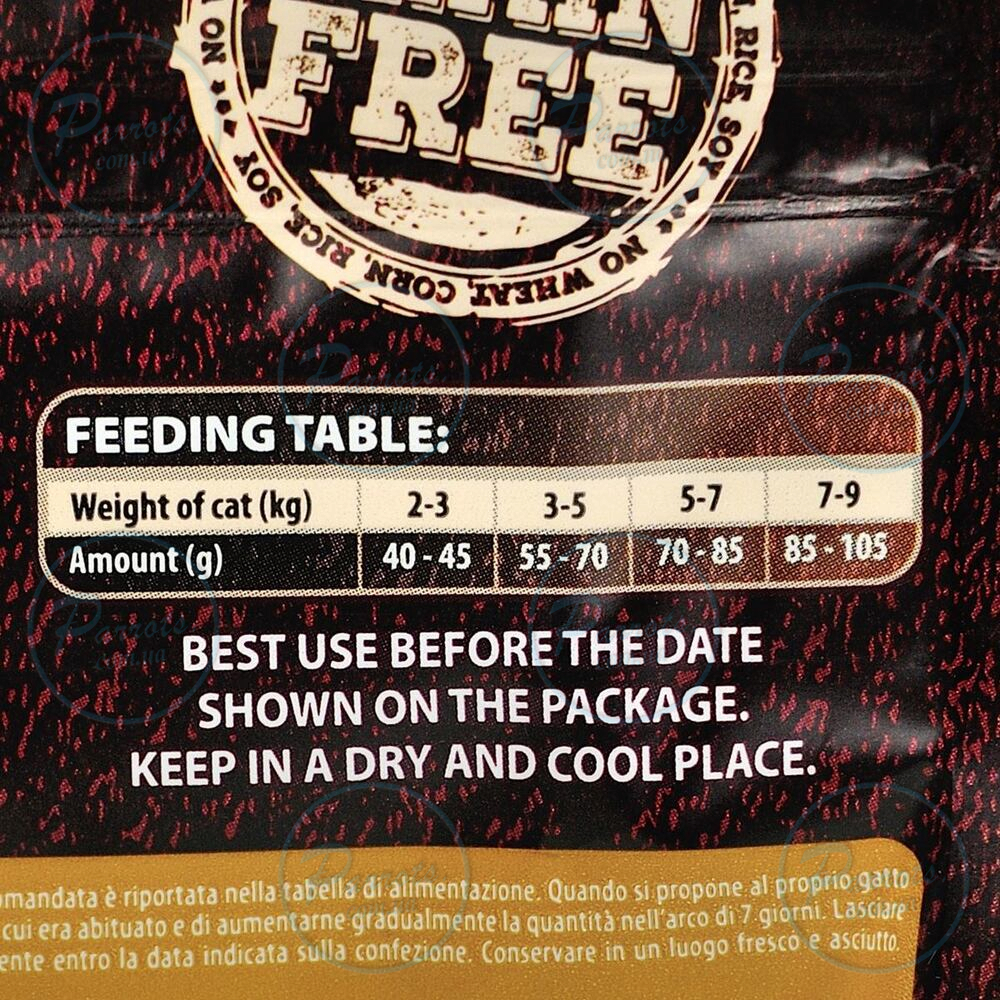 FREE
NO WHEAT, CORN, RICE, SOY
RICE, SOY
NO
FEEDING TABLE:
Weight of cat (kg) 2-3 3-5 5-7 7-9
Amount (g) 40 - 45 55 - 70 70 - 85 85 - 105
BEST USE BEFORE THE DATE
SHOWN ON THE PACKAGE.
KEEP IN A DRY AND COOL PLACE.
omandata è riportata nella tabella di alimentazione. Quando si propone al proprio gatto
cui era abituato e di aumentarne gradualmente la quantità nell'arco di 7 giorni. Lasciare
ente entro la data indicata sulla confezione. Conservare in un luogo fresco e asciutto.
Parrots
com.ua